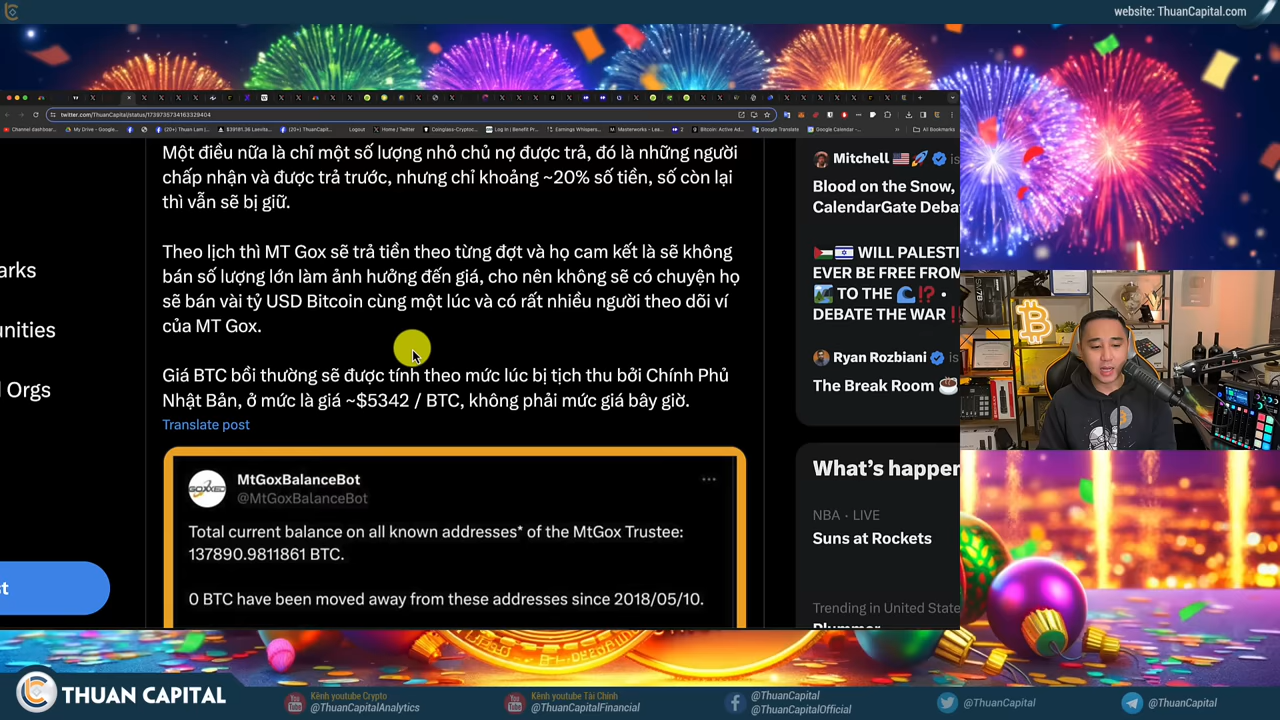 website: ThuanCapital.com
twitter.com/ThuanCapital/status/1739735734163329404
Một điều nữa là chỉ một số lượng nhỏ chủ nợ được trả, đó là những người
chấp nhận và được trả trước, nhưng chỉ khoảng ~20% số tiền, số còn lại
thì vẫn sẽ bị giữ.
Theo lịch thì MT Gox sẽ trả tiền theo từng đợt và họ cam kết là sẽ không
bán số lượng lớn làm ảnh hưởng đến giá, cho nên không sẽ có chuyện họ
sẽ bán vài tỷ USD Bitcoin cùng một lúc và có rất nhiều người theo dõi ví
của MT Gox.
Giá BTC bồi thường sẽ được tính theo mức lúc bị tịch thu bởi Chính Phủ
Nhật Bản, ở mức là giá ~$5342 / BTC, không phải mức giá bây giờ.
Translate post
MtGoxBalanceBot
@MtGoxBalanceBot
Total current balance on all known addresses* of the MtGox Trustee:
137890.9811861 BTC.
0 BTC have been moved away from these addresses since 2018/05/10.
arks
unities
l Orgs
st
Mitchell
Blood on the Snow,
CalendarGate Deba
WILL PALEST
EVER BE FREE FROM
TO THE
DEBATE THE WAR
Ryan Rozbiani
The Break Room
What's happen
NBA · LIVE
Suns at Rockets
Trending in United State
Plummer
THUAN CAPITAL
Kênh youtube Crypto
@ThuanCapitalAnalytics
Kênh youtube Tài Chính
@ThuanCapitalFinancial
@ThuanCapital
@ThuanCapitalOfficial
@ThuanCapital
@ThuanCapital